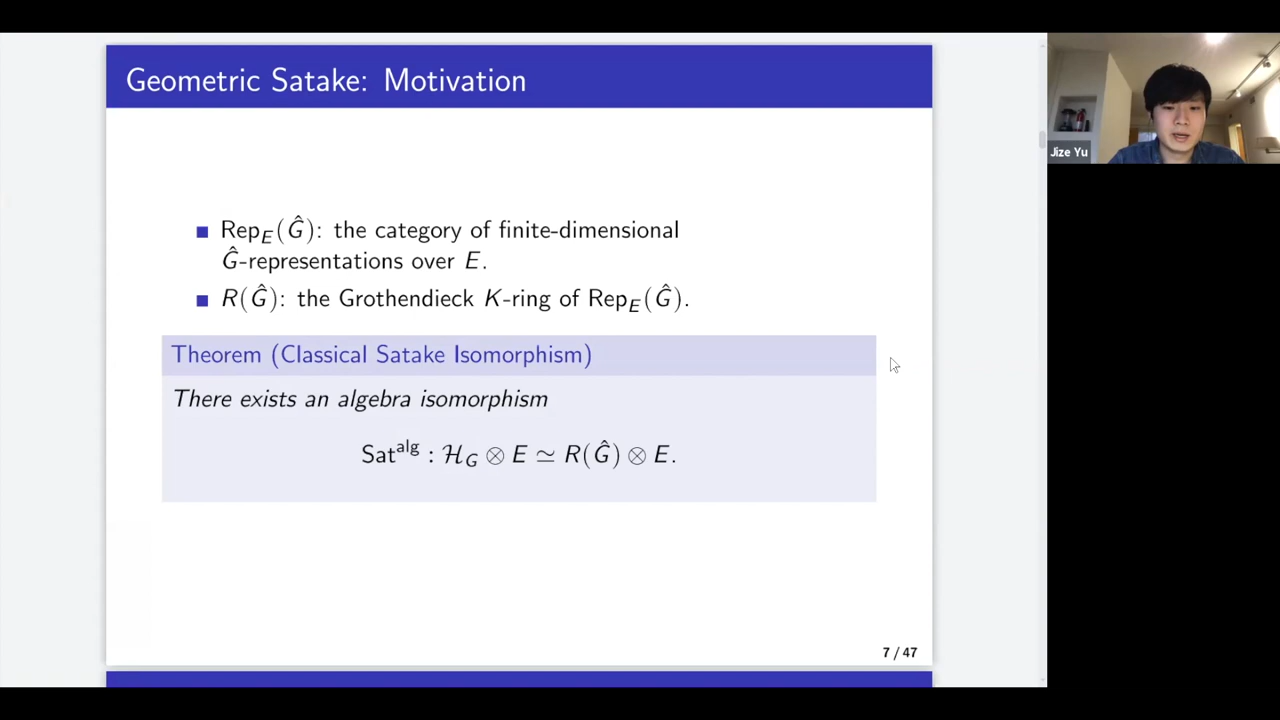 Geometric Satake: Motivation
Rep_E(Ĝ): the category of finite-dimensional
Ĝ-representations over E.
R(Ĝ): the Grothendieck K-ring of Rep_E(Ĝ).
Theorem (Classical Satake Isomorphism)
There exists an algebra isomorphism
Sat^alg : ℋ_G ⊗ E ≃ R(Ĝ) ⊗ E.
7 / 47
Jize Yu